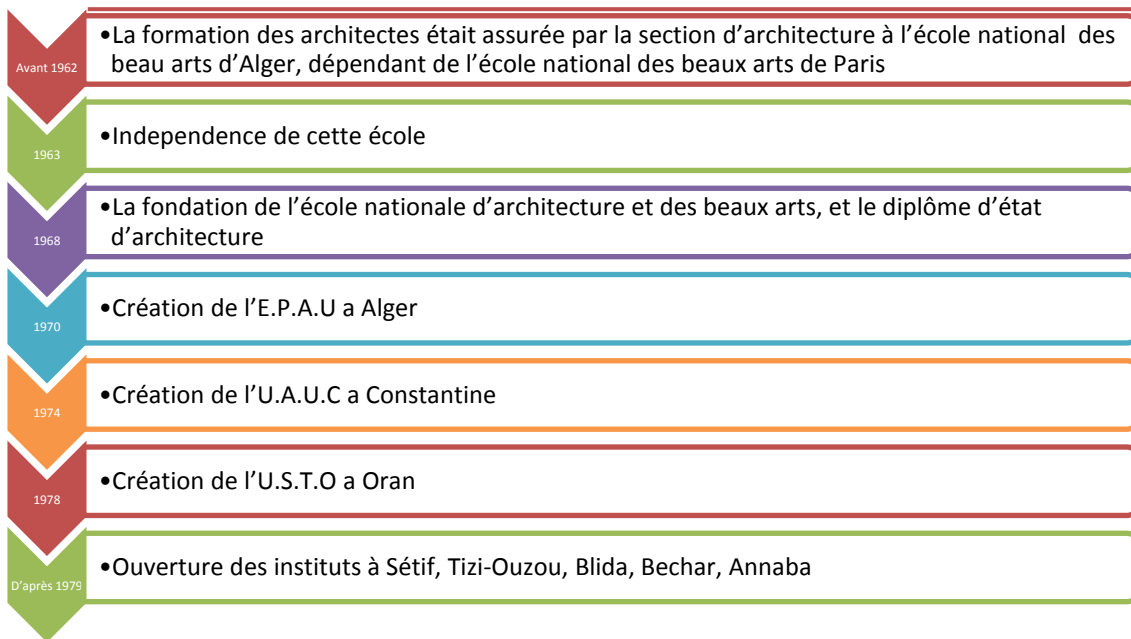 Avant 1962
•La formation des architectes était assurée par la section d’architecture à l’école national des
beau arts d’Alger, dépendant de l’école national des beaux arts de Paris
1963
•Independence de cette école
1968
•La fondation de l’école nationale d’architecture et des beaux arts, et le diplôme d’état
d’architecture
1970
•Création de l’E.P.A.U a Alger
1974
•Création de l’U.A.U.C a Constantine
1978
•Création de l’U.S.T.O a Oran
D’après 1979
•Ouverture des instituts à Sétif, Tizi-Ouzou, Blida, Bechar, Annaba